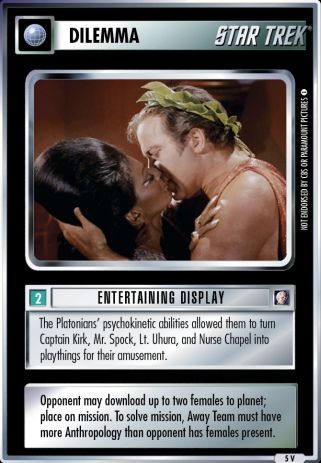 DILEMMA
STAR TREK
NOT ENDORSED BY CBS OR PARAMOUNT PICTURES
2
ENTERTAINING DISPLAY
The Platonians' psychokinetic abilities allowed them to turn
Captain Kirk, Mr. Spock, Lt. Uhura, and Nurse Chapel into
playthings for their amusement.
Opponent may download up to two females to planet;
place on mission. To solve mission, Away Team must have
more Anthropology than opponent has females present.
5 V